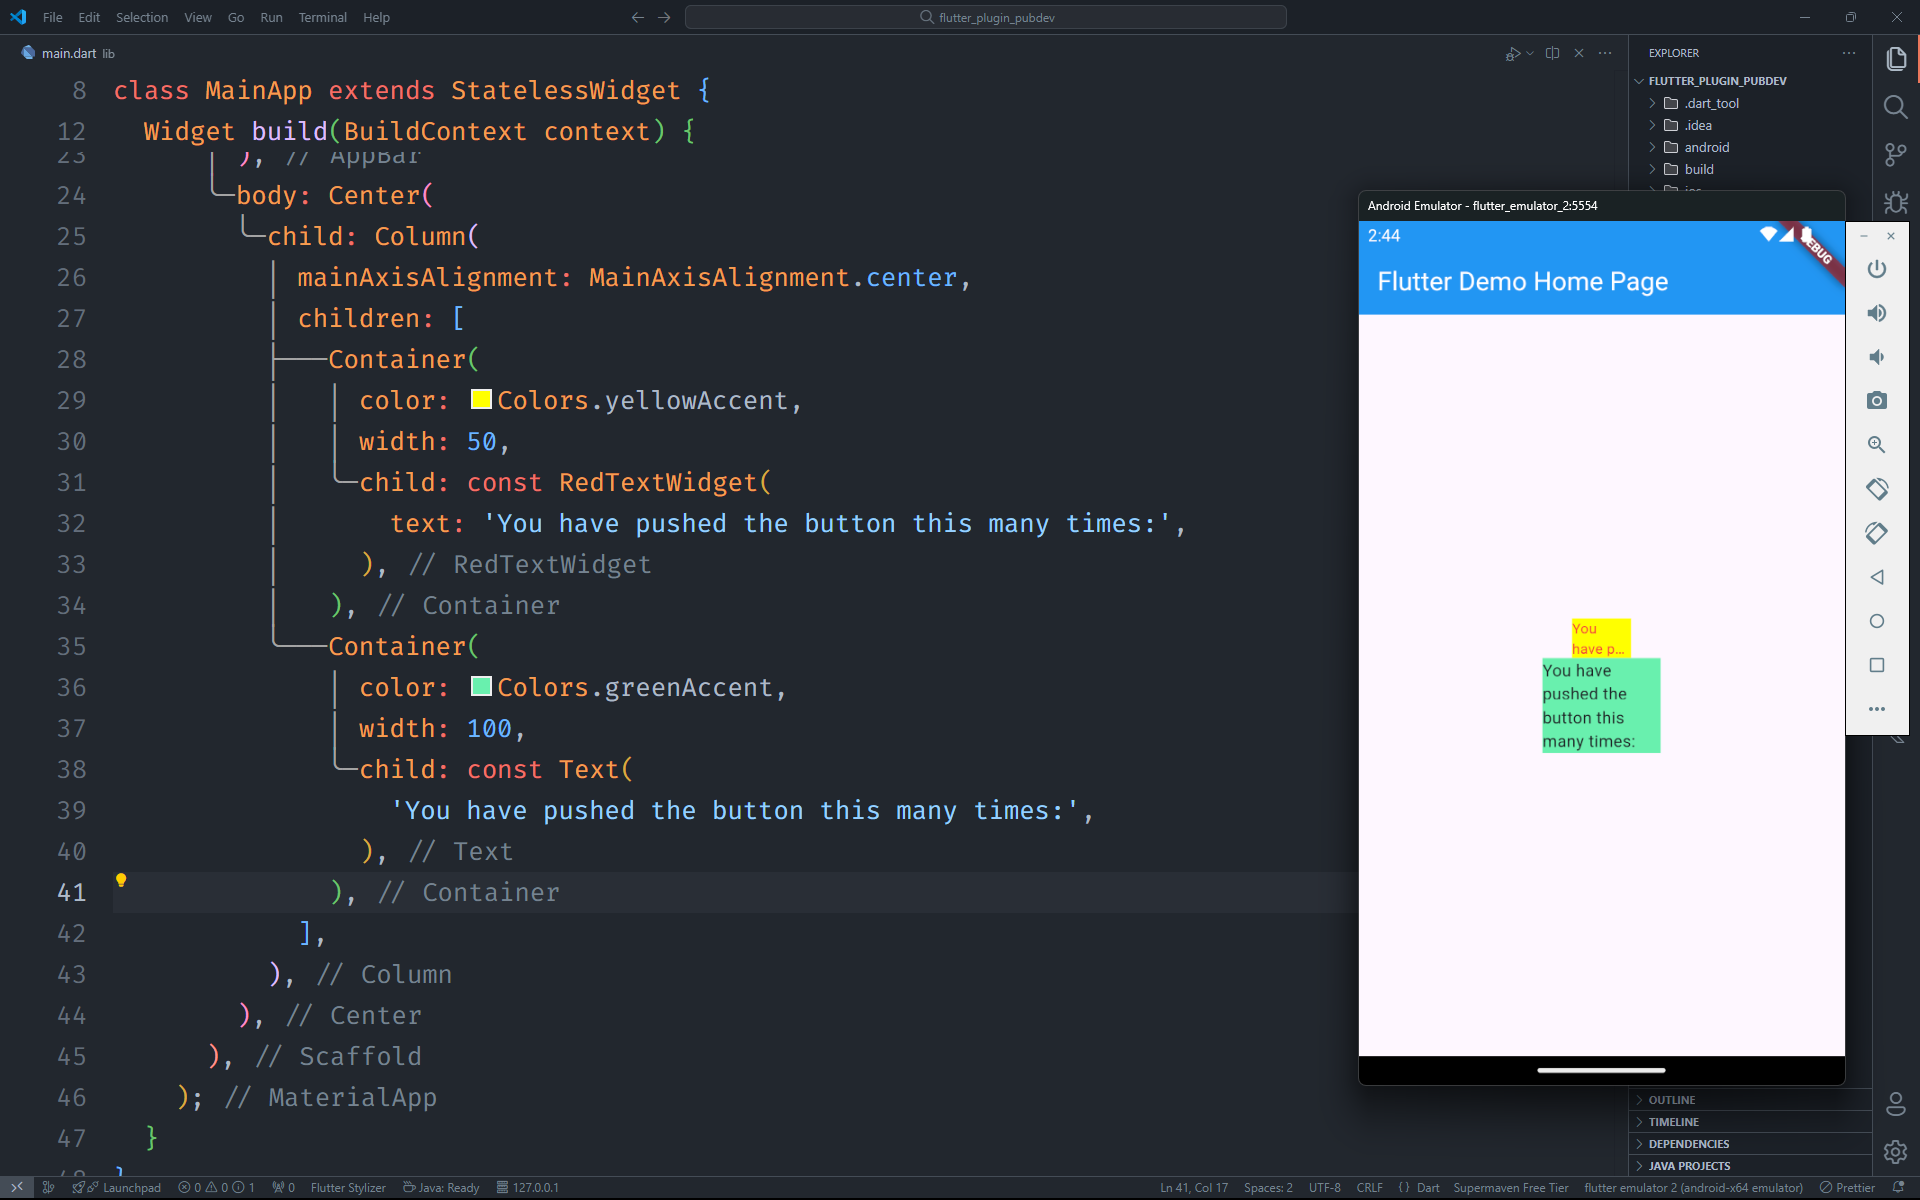 File Edit Selection View Go Run Terminal Help
flutter_plugin_pubdev
main.dart lib
8 class MainApp extends StatelessWidget {
12 Widget build(BuildContext context) {
23 ), // AppBar
24 body: Center(
25 child: Column(
26 mainAxisAlignment: MainAxisAlignment.center,
27 children: [
28 Container(
29 color: Colors.yellowAccent,
30 width: 50,
31 child: const RedTextWidget(
32 text: 'You have pushed the button this many times:',
33 ), // RedTextWidget
34 ), // Container
35 Container(
36 color: Colors.greenAccent,
37 width: 100,
38 child: const Text(
39 'You have pushed the button this many times:',
40 ), // Text
41 ), // Container
42 ],
43 ), // Column
44 ), // Center
45 ), // Scaffold
46 ); // MaterialApp
47 }
48 }
EXPLORER
FLUTTER_PLUGIN_PUBDEV
.dart_tool
.idea
android
build
ios
Android Emulator - flutter_emulator_2:5554
2:44
DEBUG
Flutter Demo Home Page
You
have p...
You have
pushed the
button this
many times:
OUTLINE
TIMELINE
DEPENDENCIES
JAVA PROJECTS
Launchpad 0 0 1 0 Flutter Stylizer Java: Ready 127.0.0.1
Ln 41, Col 17 Spaces: 2 UTF-8 CRLF { } Dart Supermaven Free Tier flutter emulator 2 (android-x64 emulator) Prettier